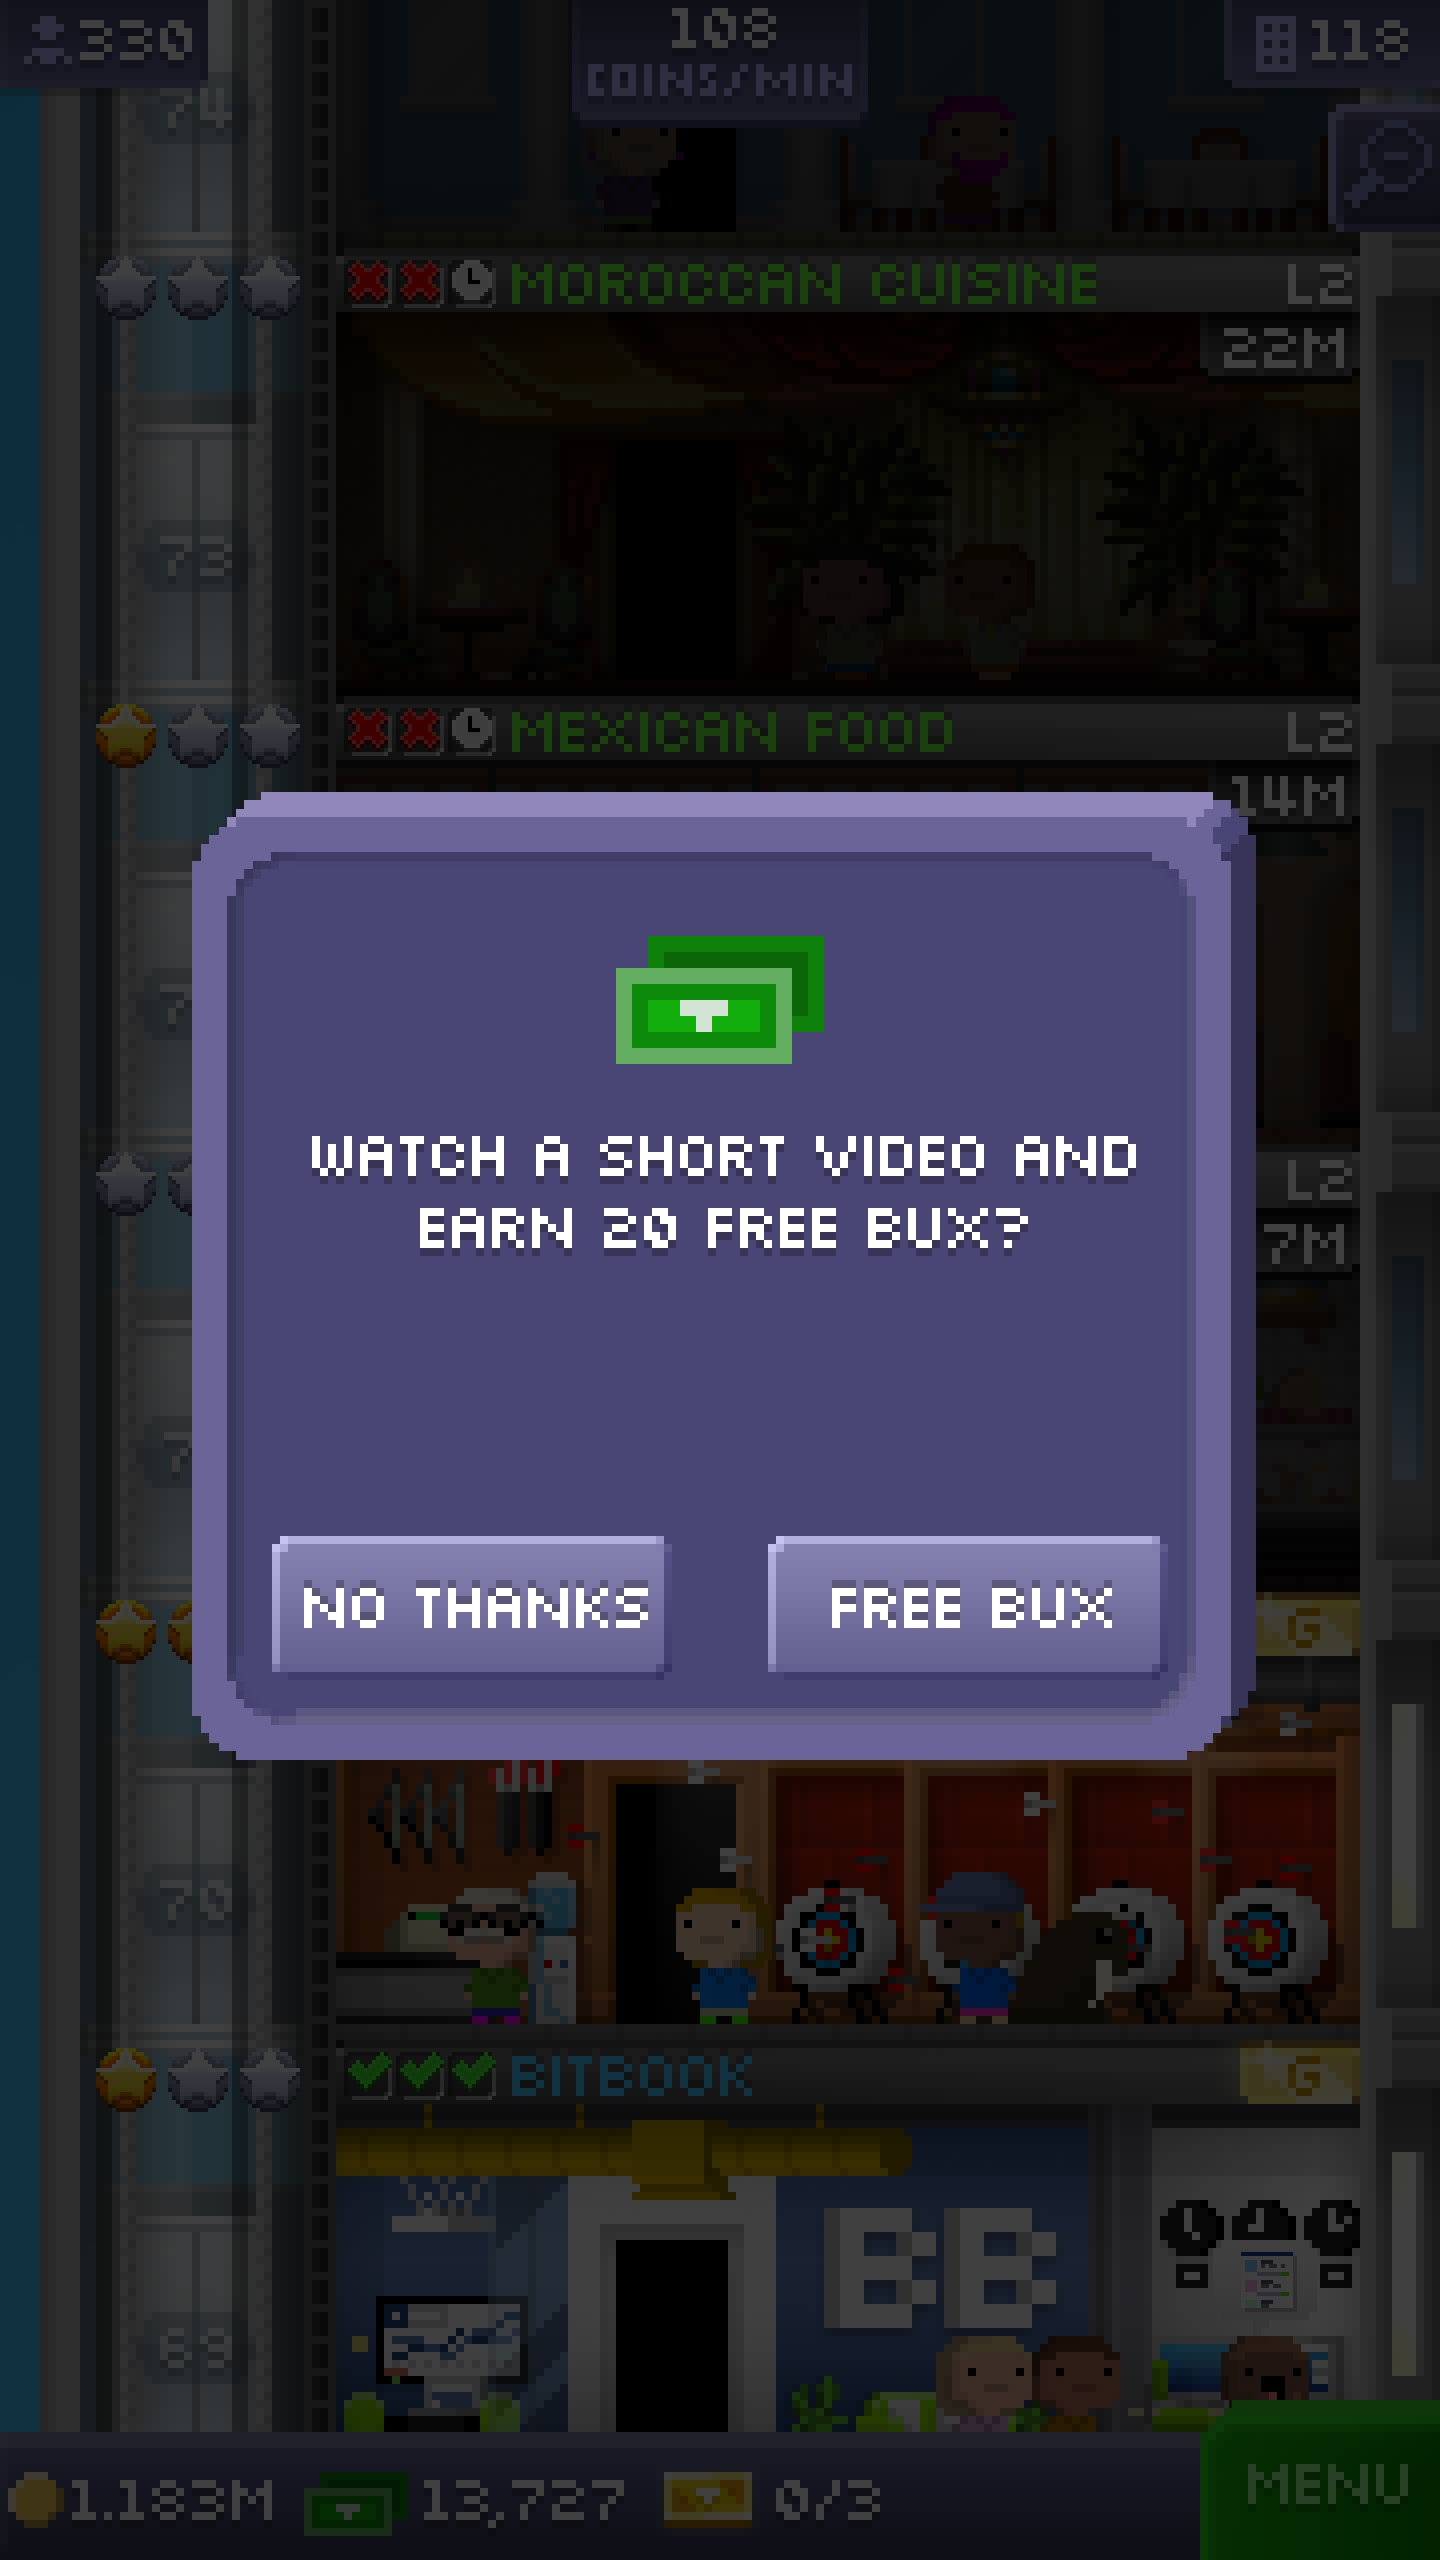 330
108
COINS/MIN
118
74
MOROCCAN CUISINE
L2
22M
73
MEXICAN FOOD
L2
14M
WATCH A SHORT VIDEO AND
EARN 20 FREE BUX?
L2
7M
NO THANKS
FREE BUX
G
70
BITBOOK
G
BB
69
1.183M
13,727
0/3
MENU